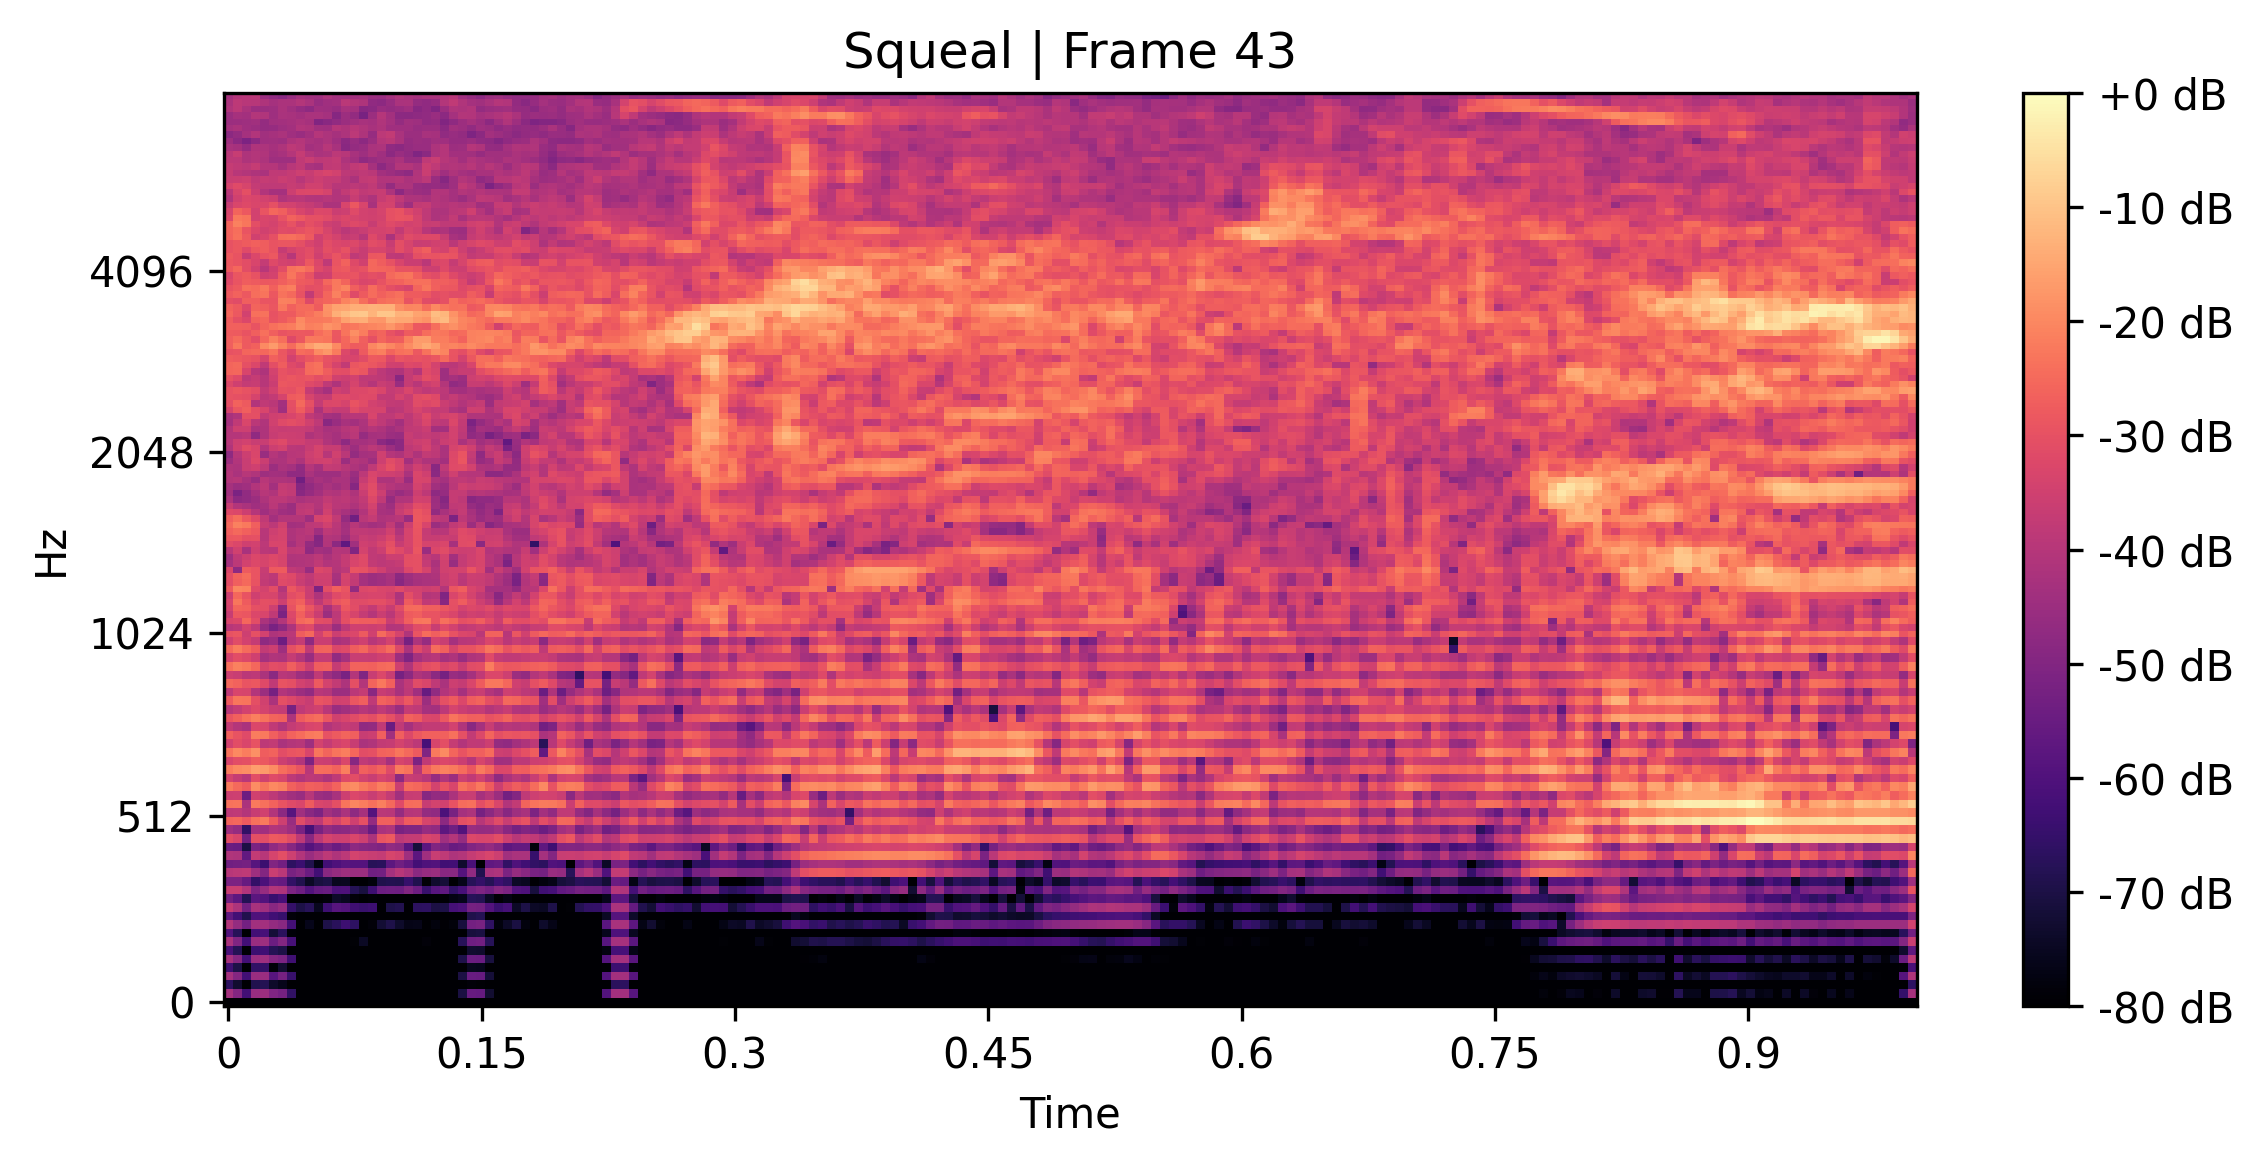 Squeal | Frame 43
Hz
4096
2048
1024
512
0
0 0.15 0.3 0.45 0.6 0.75 0.9
Time
+0 dB
-10 dB
-20 dB
-30 dB
-40 dB
-50 dB
-60 dB
-70 dB
-80 dB